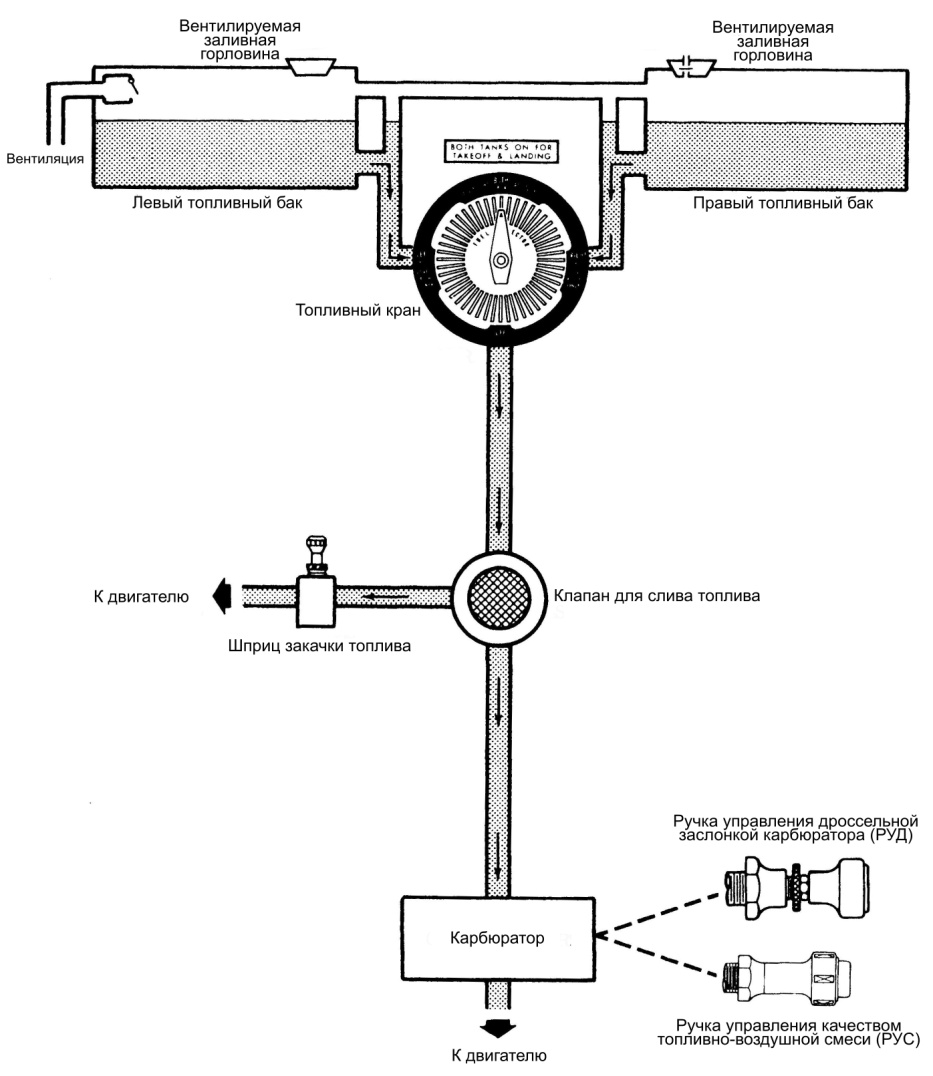 Вентилируемая
заливная
горловина
Вентилируемая
заливная
горловина
Вентиляция
BOTH TANKS ON FOR
TAKEOFF & LANDING
Левый топливный бак
Правый топливный бак
Топливный кран
К двигателю
Клапан для слива топлива
Шприц закачки топлива
Ручка управления дроссельной
заслонкой карбюратора (РУД)
Карбюратор
Ручка управления качеством
топливно-воздушной смеси (РУС)
К двигателю